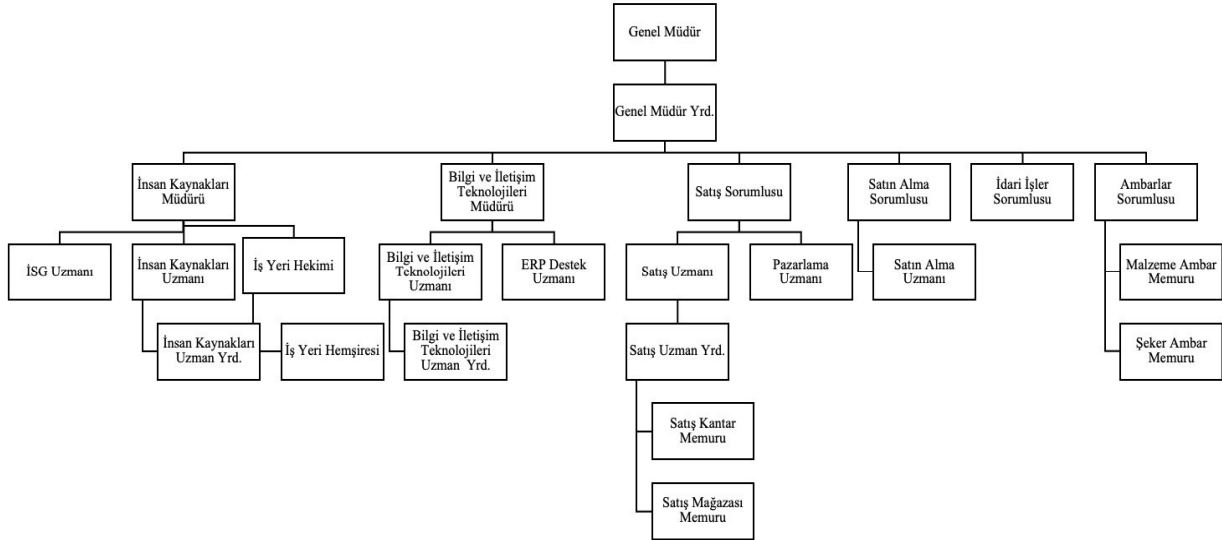 Genel Müdür
Genel Müdür Yrd.
İnsan Kaynakları
Müdürü
Bilgi ve İletişim
Teknolojileri
Müdürü
Satış Sorumlusu
Satın Alma
Sorumlusu
İdari İşler
Sorumlusu
Ambarlar
Sorumlusu
İSG Uzmanı
İnsan Kaynakları
Uzmanı
İş Yeri Hekimi
Bilgi ve İletişim
Teknolojileri
Uzmanı
ERP Destek
Uzmanı
Satış Uzmanı
Pazarlama
Uzmanı
Satın Alma
Uzmanı
Malzeme Ambar
Memuru
İnsan Kaynakları
Uzman Yrd.
İş Yeri Hemşiresi
Bilgi ve İletişim
Teknolojileri
Uzman Yrd.
Satış Uzman Yrd.
Şeker Ambar
Memuru
Satış Kantar
Memuru
Satış Mağazası
Memuru